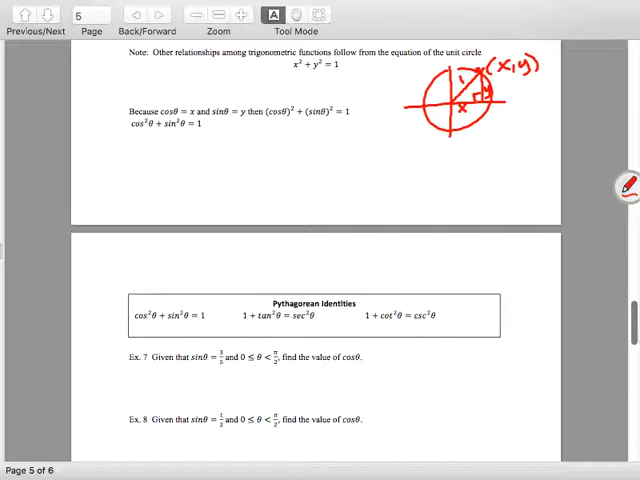 5
A
Previous/Next Page Zoom Tool Mode
Note: Other relationships among trigonometric functions follow from the equation of the unit circle
x² + y² = 1
(x,y)
1
y
x
Because cosθ = x and sinθ = y then (cosθ)² + (sinθ)² = 1
cos²θ + sin²θ = 1
Pythagorean Identities
cos²θ + sin²θ = 1 1 + tan²θ = sec²θ 1 + cot²θ = csc²θ
Ex. 7 Given that sinθ = 3/5 and 0 ≤ θ < π/2, find the value of cosθ.
Ex. 8 Given that sinθ = 1/2 and 0 ≤ θ < π/2, find the value of cosθ.
Page 5 of 6